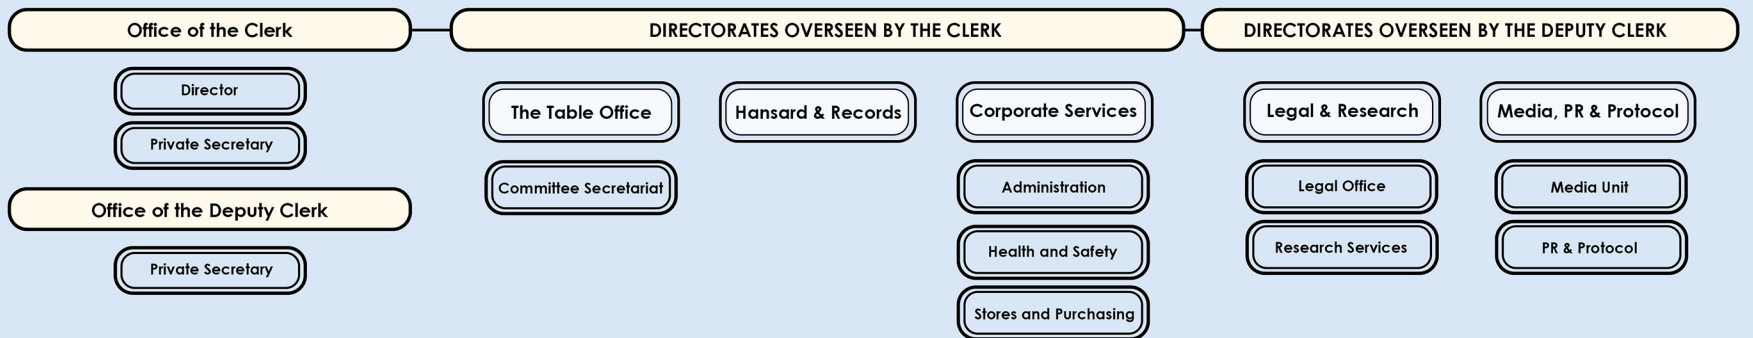 Office of the Clerk
Director
Private Secretary
Office of the Deputy Clerk
Private Secretary
DIRECTORATES OVERSEEN BY THE CLERK
The Table Office
Committee Secretariat
Hansard & Records
Corporate Services
Administration
Health and Safety
Stores and Purchasing
DIRECTORATES OVERSEEN BY THE DEPUTY CLERK
Legal & Research
Legal Office
Research Services
Media, PR & Protocol
Media Unit
PR & Protocol